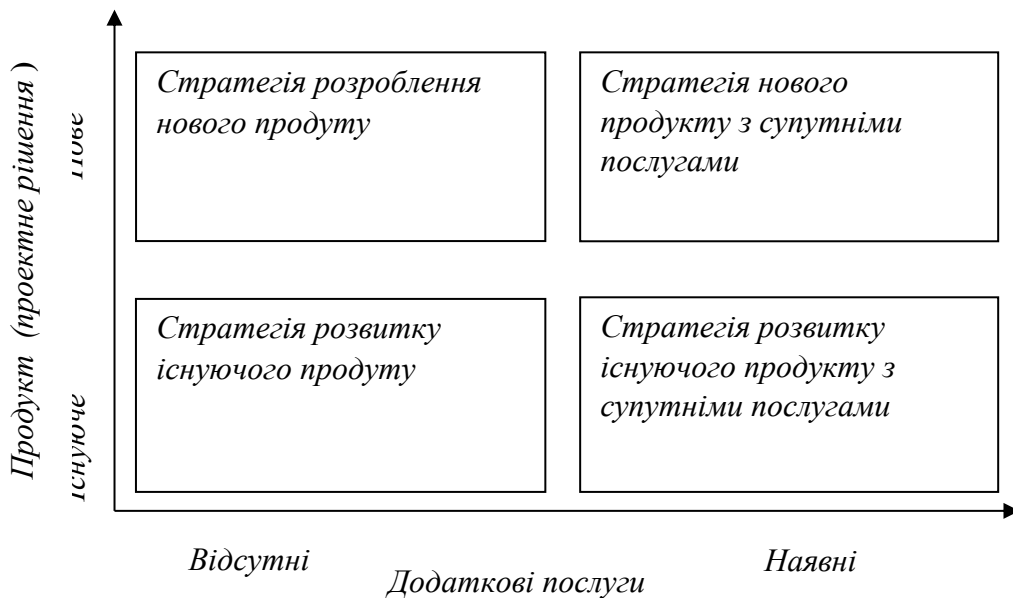 Продукт (проектне рішення )
Нове
існуюче
Стратегія розроблення
нового продуту
Стратегія нового
продукту з супутніми
послугами
Стратегія розвитку
існуючого продуту
Стратегія розвитку
існуючого продукту з
супутніми послугами
Відсутні
Наявні
Додаткові послуги